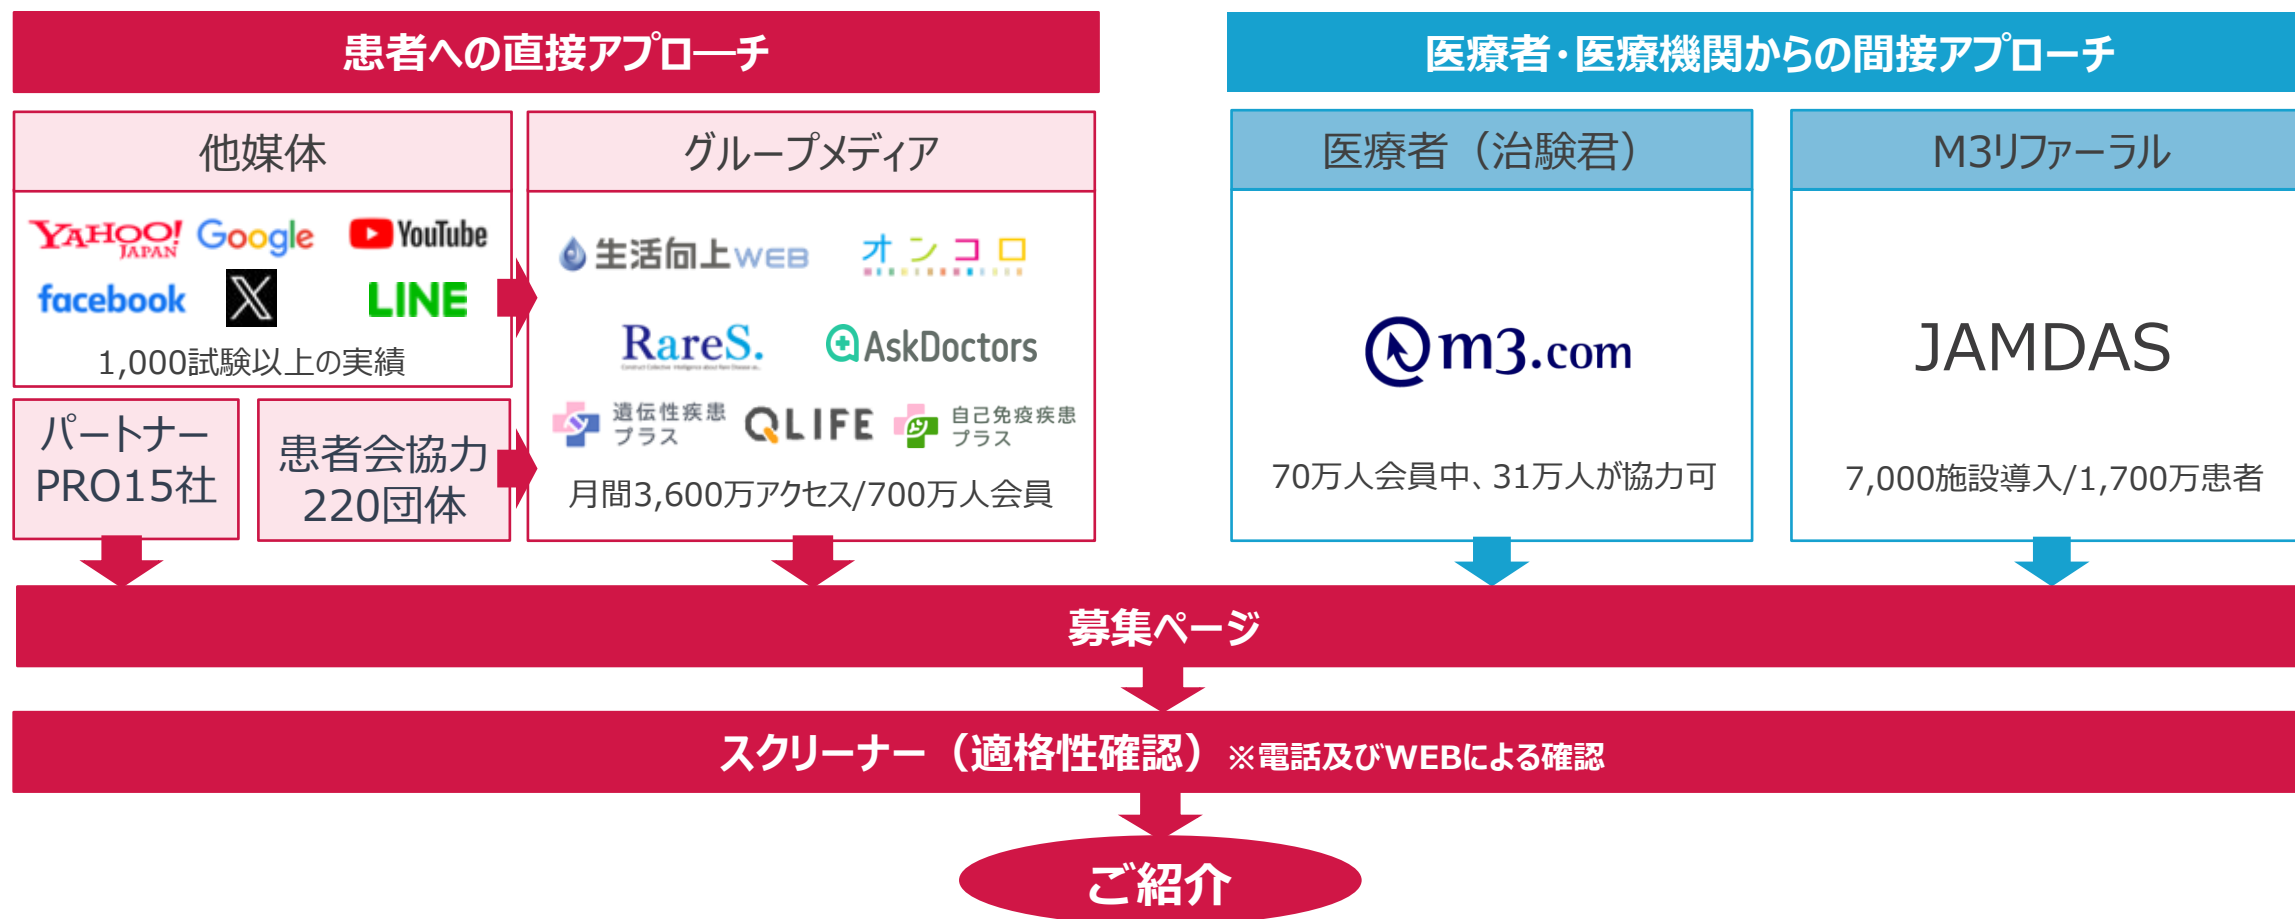 患者への直接アプローチ
医療者・医療機関からの間接アプローチ
他媒体
YAHOO!
JAPAN
Google
YouTube
facebook
X
LINE
1,000試験以上の実績
パートナー
PRO15社
患者会協力
220団体
グループメディア
生活向上WEB
オンコロ
RareS.
AskDoctors
遺伝性疾患
プラス
QLIFE
自己免疫疾患
プラス
月間3,600万アクセス/700万人会員
医療者（治験君）
m3.com
70万人会員中、31万人が協力可
M3リファーラル
JAMDAS
7,000施設導入/1,700万患者
募集ページ
スクリーナー（適格性確認）※電話及びWEBによる確認
ご紹介